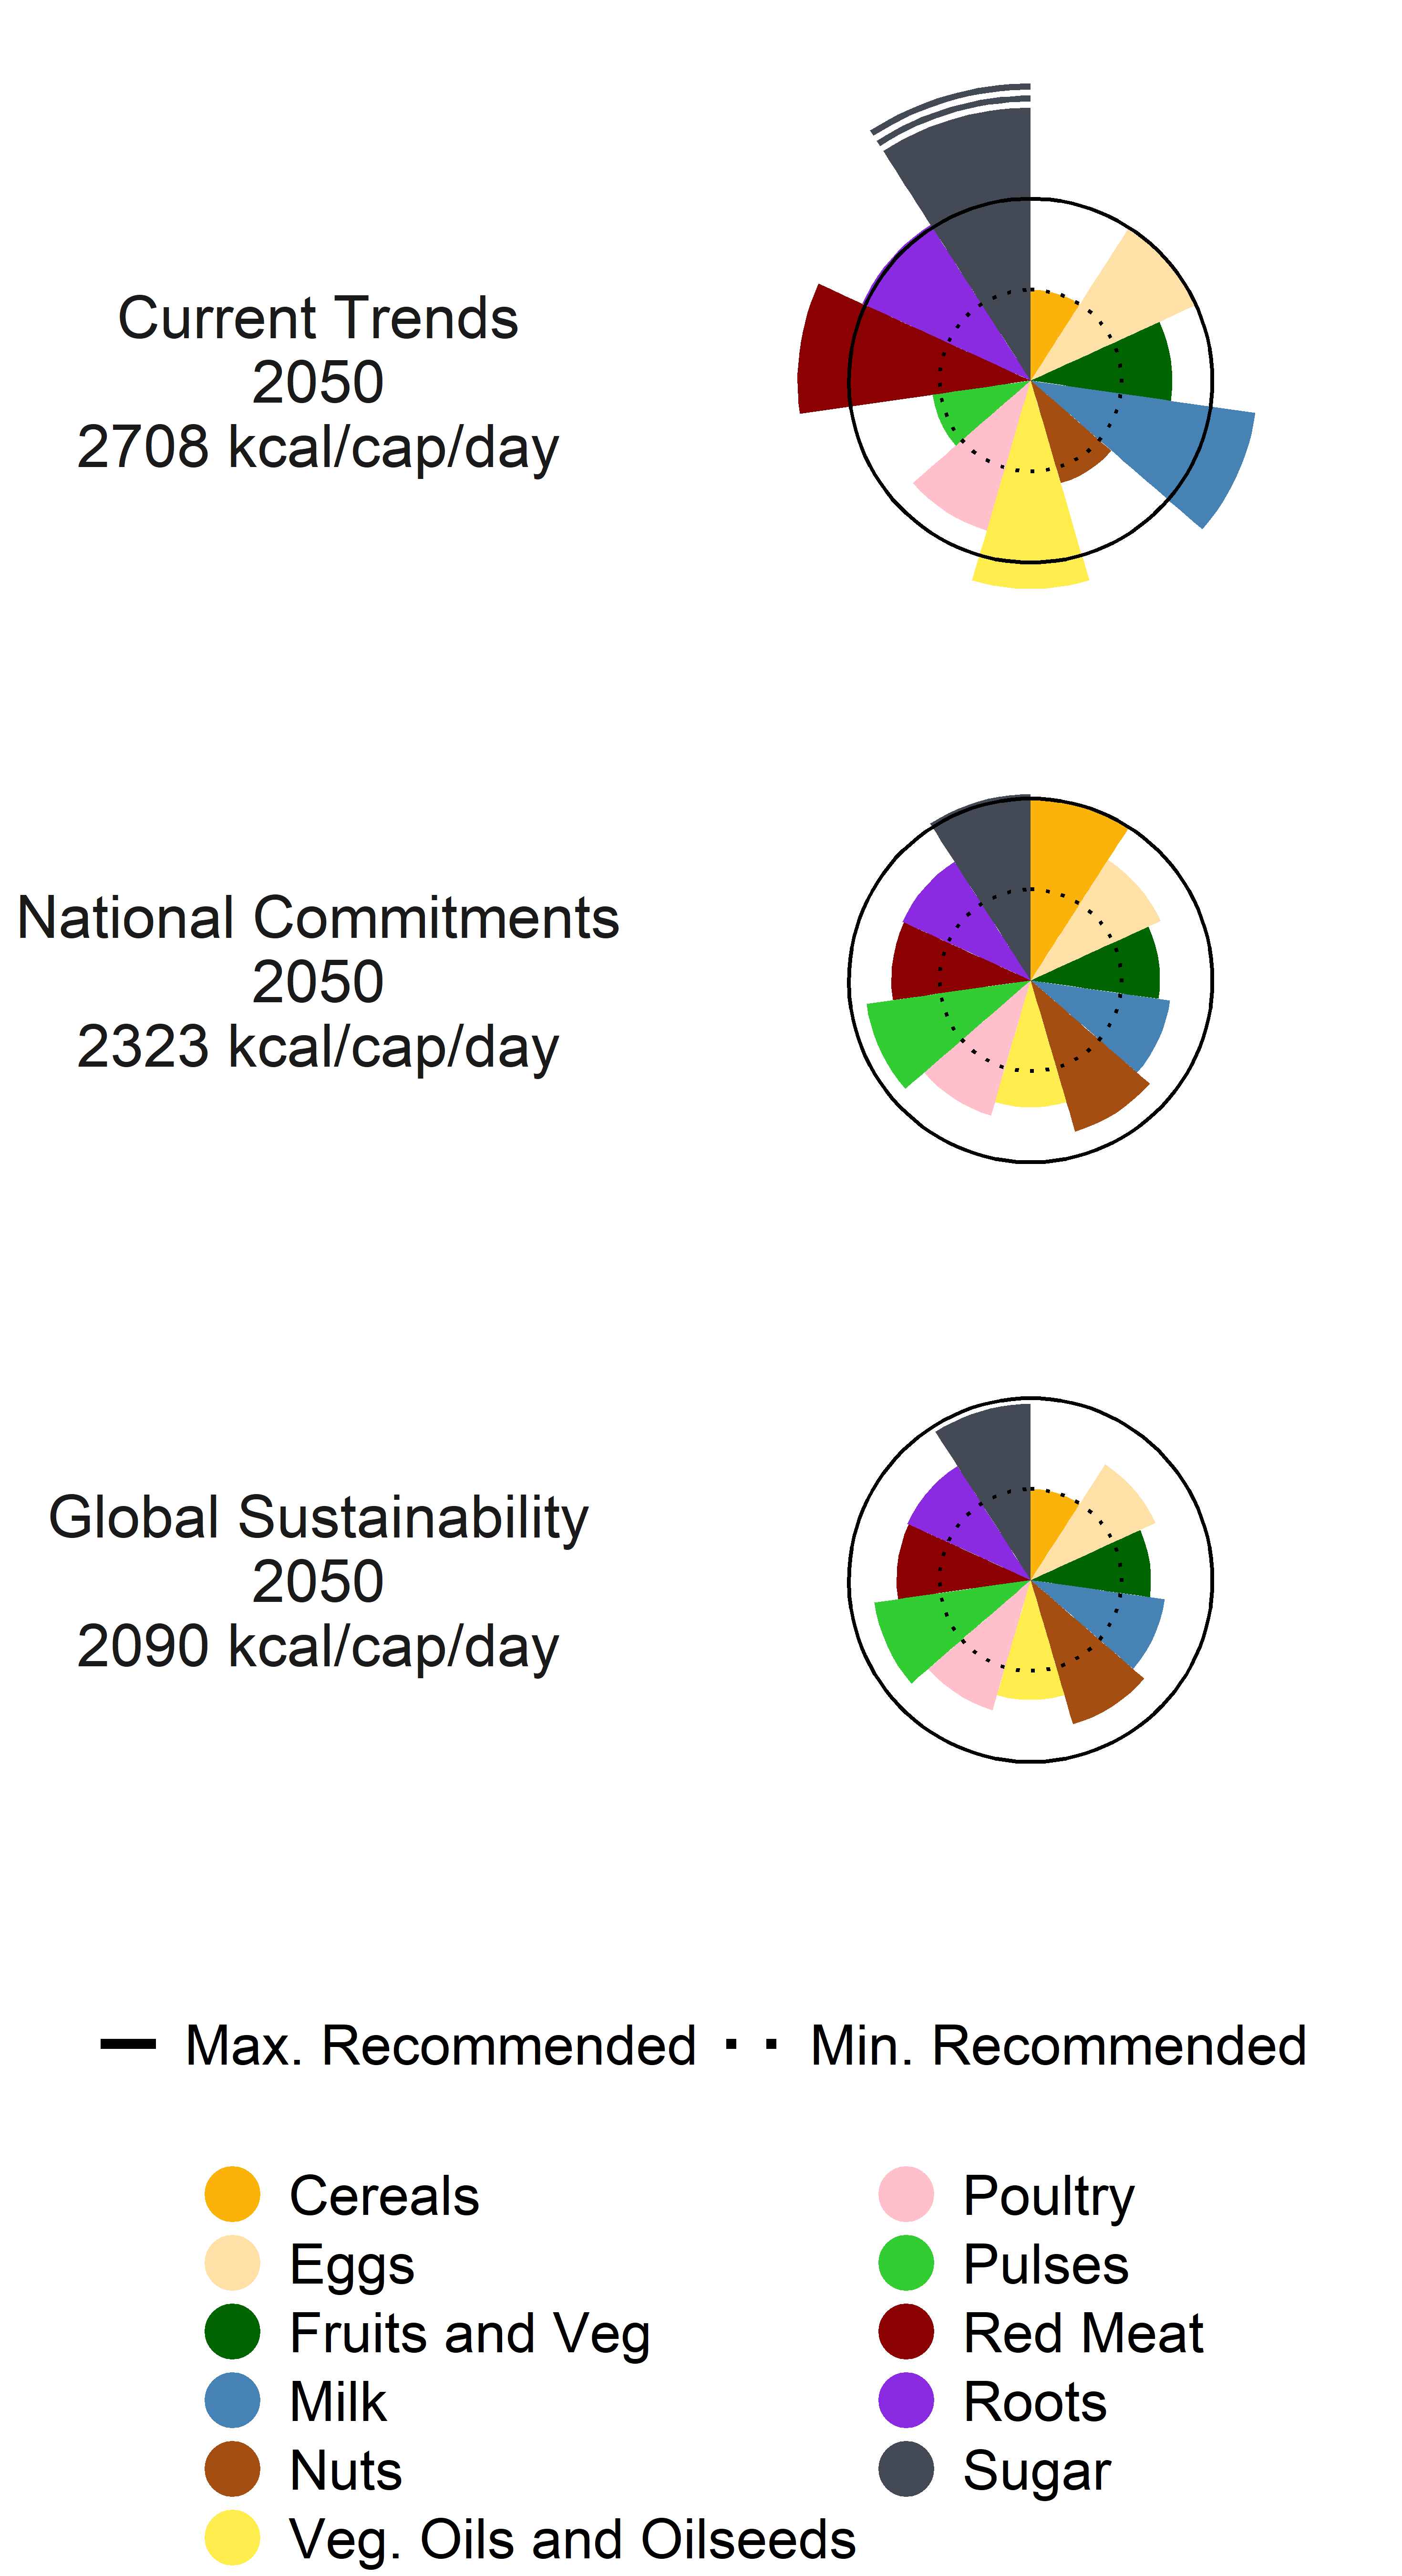 Current Trends
2050
2708 kcal/cap/day
National Commitments
2050
2323 kcal/cap/day
Global Sustainability
2050
2090 kcal/cap/day
Max. Recommended Min. Recommended
Cereals Poultry
Eggs Pulses
Fruits and Veg Red Meat
Milk Roots
Nuts Sugar
Veg. Oils and Oilseeds